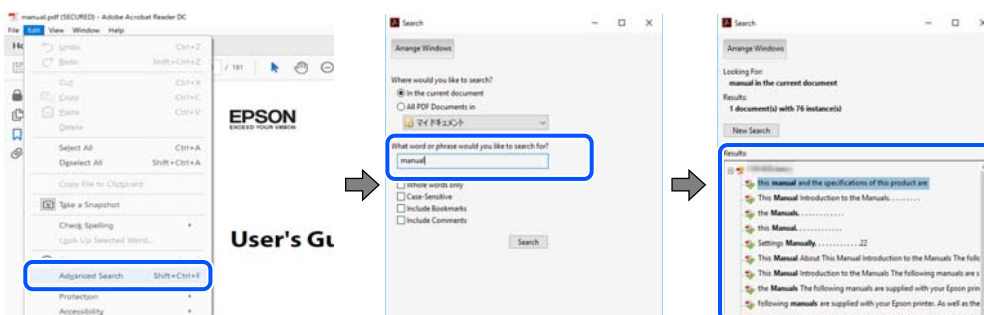 manual.pdf (SECURED) - Adobe Acrobat Reader DC
File Edit View Window Help
Undo Ctrl+Z
Redo Shift+Ctrl+Z
Cut Ctrl+X
Copy Ctrl+C
Paste Ctrl+V
Delete
Select All Ctrl+A
Deselect All Shift+Ctrl+A
Copy File to Clipboard
Take a Snapshot
Check Spelling
Look Up Selected Word...
Advanced Search Shift+Ctrl+F
Protection
Accessibility
/ 181
EPSON
EXCEED YOUR VISION
User's Gu
Search
Arrange Windows
Where would you like to search?
In the current document
All PDF Documents in
マイ ドキュメント
What word or phrase would you like to search for?
manual
Whole words only
Case-Sensitive
Include Bookmarks
Include Comments
Search
Search
Arrange Windows
Looking For:
manual in the current document
Results:
1 document(s) with 76 instance(s)
New Search
Results:
this manual and the specifications of this product are
This Manual Introduction to the Manuals. . . . . . . . .
the Manuals. . . . . . . . . . . . .
this Manual. . . . . . . . . . . . .
Settings Manually. . . . . . . . . . . . .22
This Manual About This Manual Introduction to the Manuals The follo
This Manual Introduction to the Manuals The following manuals are s
the Manuals The following manuals are supplied with your Epson prin
following manuals are supplied with your Epson printer. As well as the